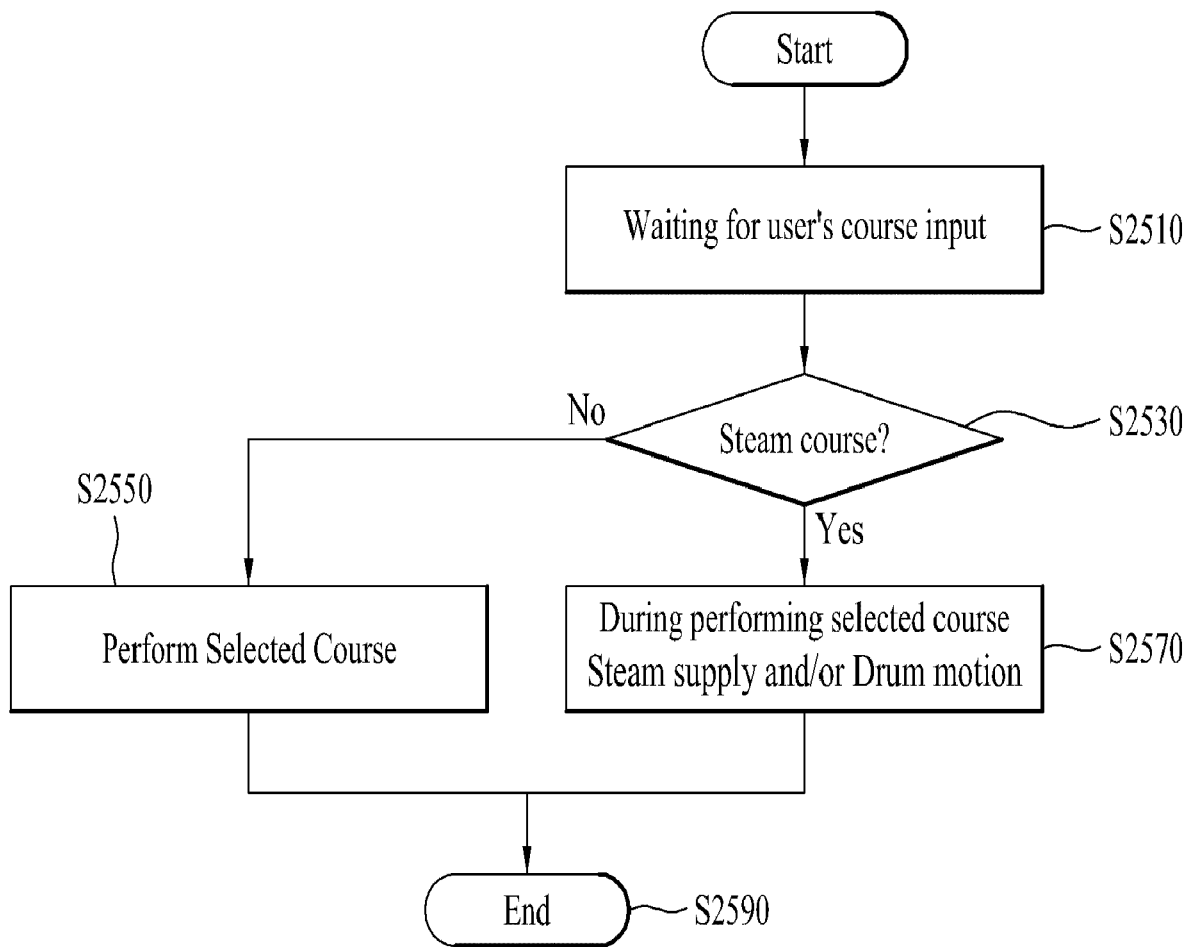 Start
Waiting for user's course input
S2510
Steam course?
S2530
No
Yes
S2550
Perform Selected Course
During performing selected course
Steam supply and/or Drum motion
S2570
End
S2590